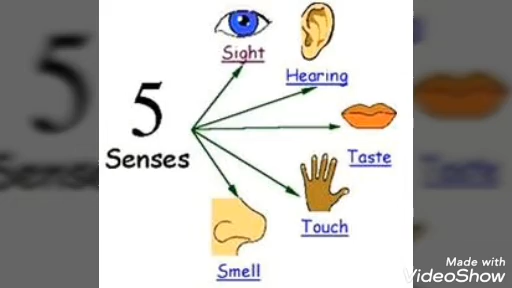 Sight
Hearing
5
Senses
Taste
Touch
Smell
Made with
VideoShow